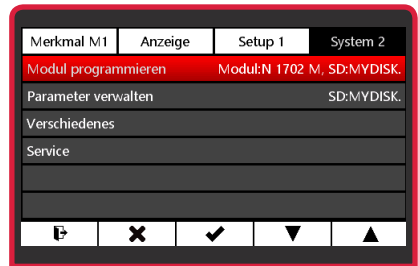 Merkmal M1 Anzeige Setup 1 System 2
Modul programmieren Modul:N 1702 M, SD:MYDISK.
Parameter verwalten SD:MYDISK.
Verschiedenes
Service